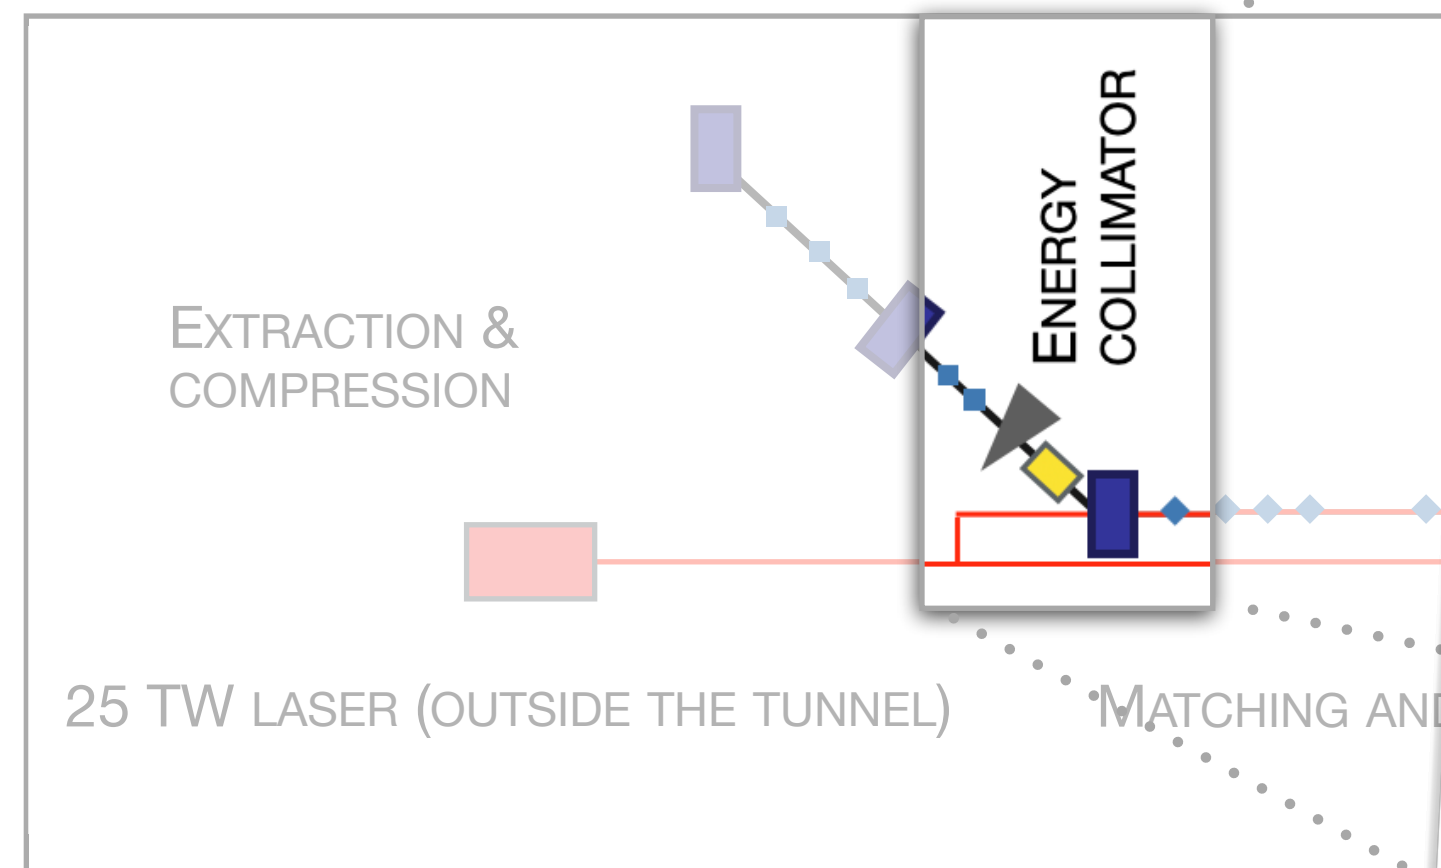 ENERGY
COLLIMATOR
EXTRACTION &
COMPRESSION
25 TW LASER (OUTSIDE THE TUNNEL)
MATCHING AND